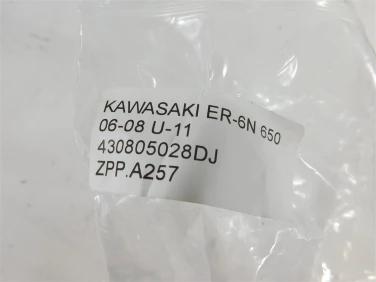 KAWASAKI ER-6N 650
06-08 U-11
430805028DJ
ZPP.A257